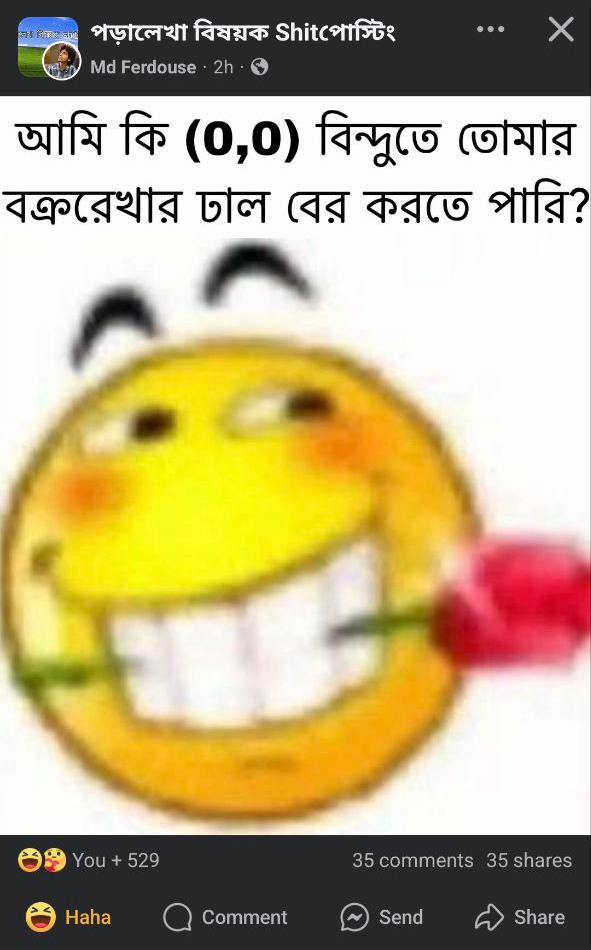 পড়ালেখা বিষয়ক Shitপোস্টিং
Md Ferdouse · 2h ·
আমি কি (0,0) বিন্দুতে তোমার
বক্ররেখার ঢাল বের করতে পারি?
You + 529
35 comments 35 shares
Haha Comment Send Share